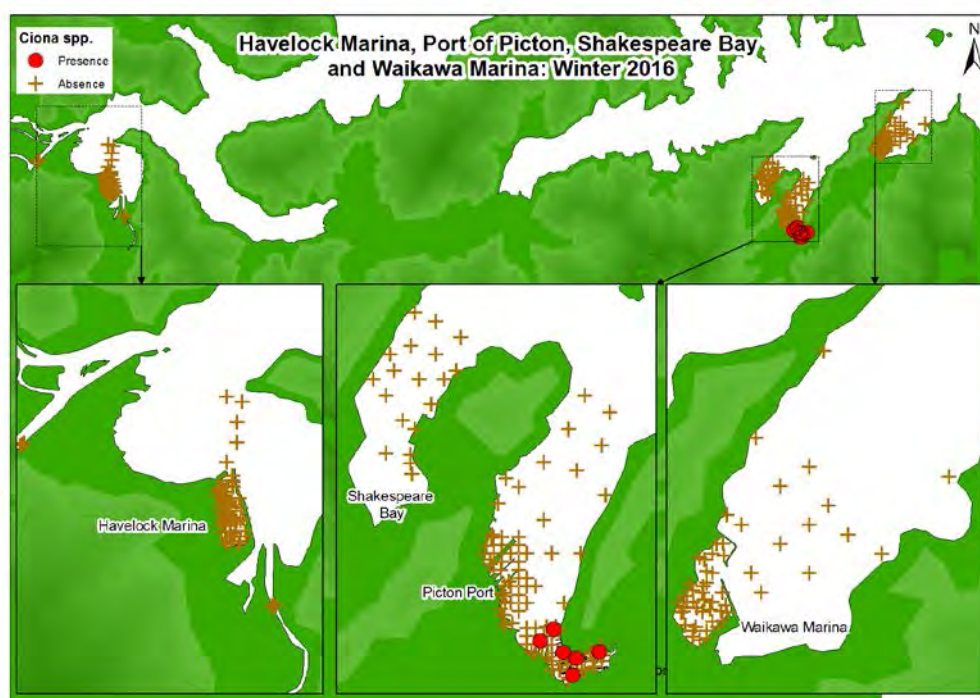 Ciona spp.
Presence
Absence
Havelock Marina, Port of Picton, Shakespeare Bay
and Waikawa Marina: Winter 2016
N
Havelock Marina
Shakespeare
Bay
Picton Port
Waikawa Marina